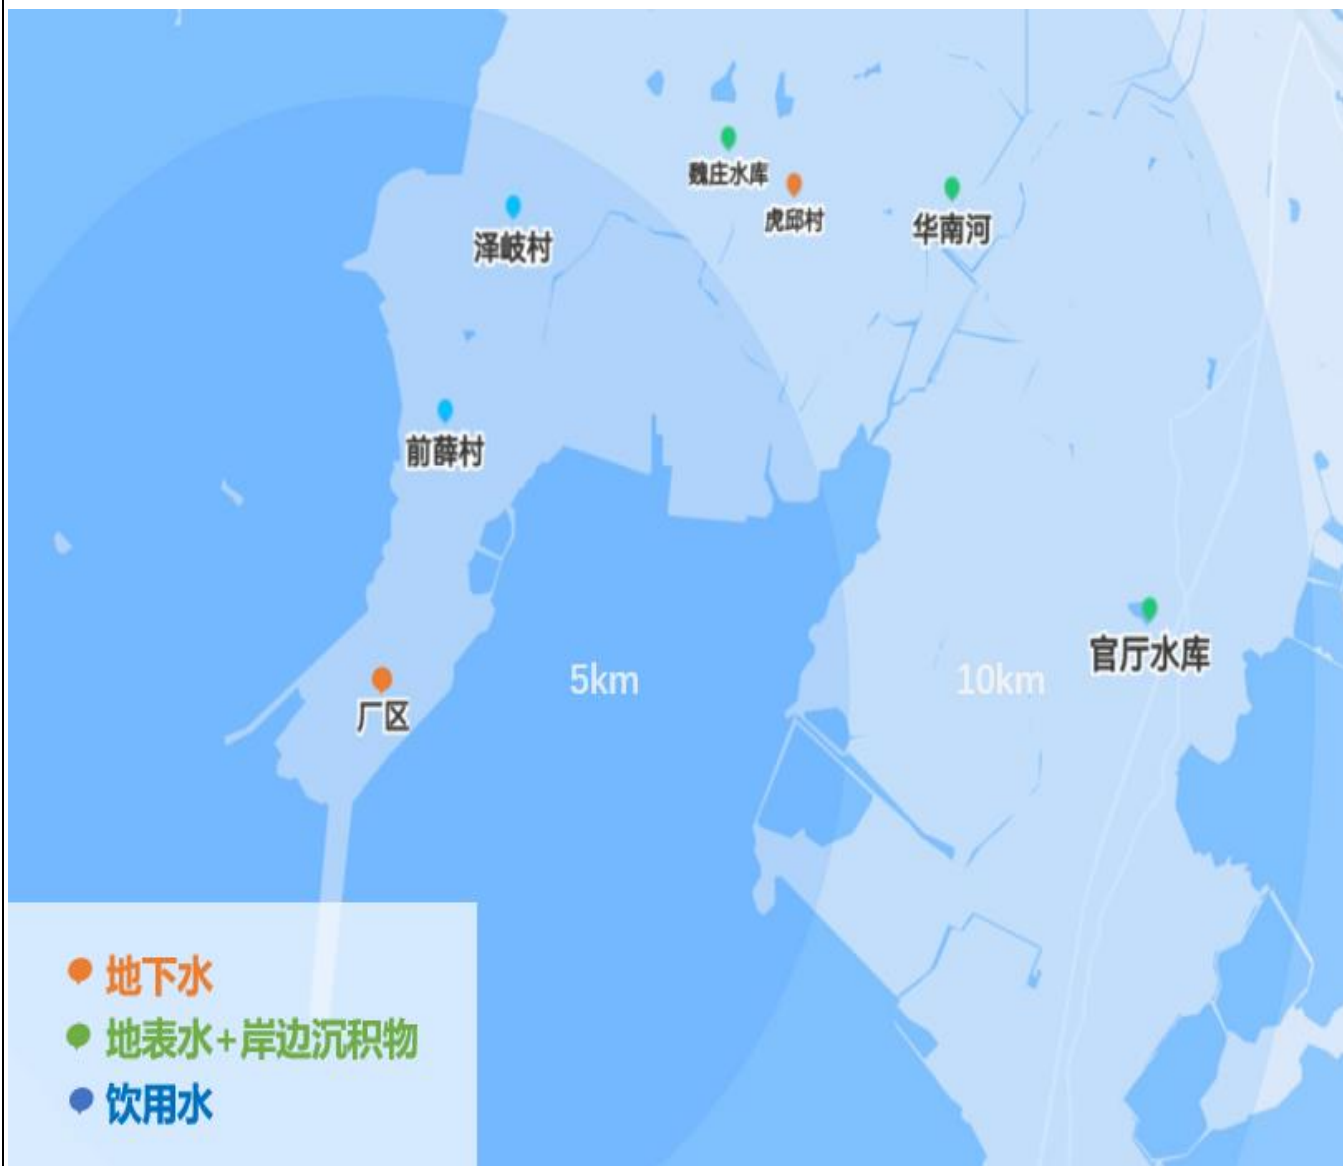 魏庄水库
虎邱村
华南河
泽岐村
前薛村
官厅水库
5km
10km
厂区
地下水
地表水+岸边沉积物
饮用水